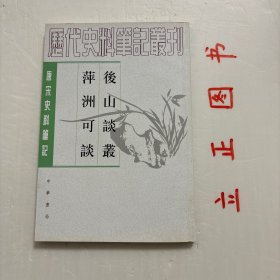 歷代史料筆記叢刊
唐宋史料筆記
後山談叢
萍洲可談
中華書局
立正图书